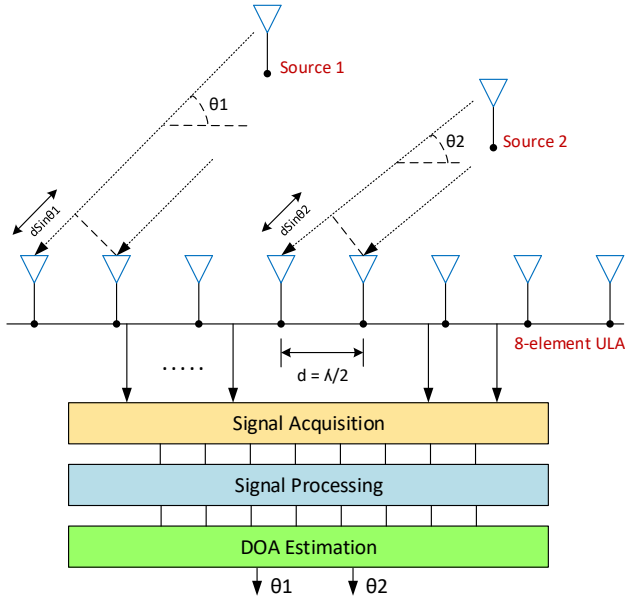 Source 1
θ1
Source 2
θ2
dSinθ1
dSinθ2
8-element ULA
.....
d = ʎ/2
Signal Acquisition
Signal Processing
DOA Estimation
θ1
θ2